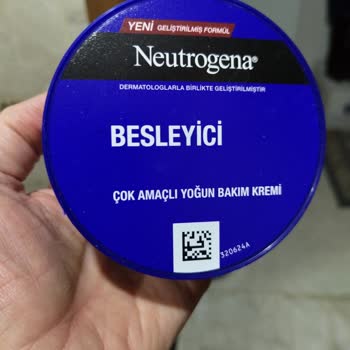 YENİ GELİŞTİRİLMİŞ FORMÜL
Neutrogena®
DERMATOLOGLARLA BİRLİKTE GELİŞTİRİLMİŞTİR
BESLEYİCİ
ÇOK AMAÇLI YOĞUN BAKIM KREMİ
320624A